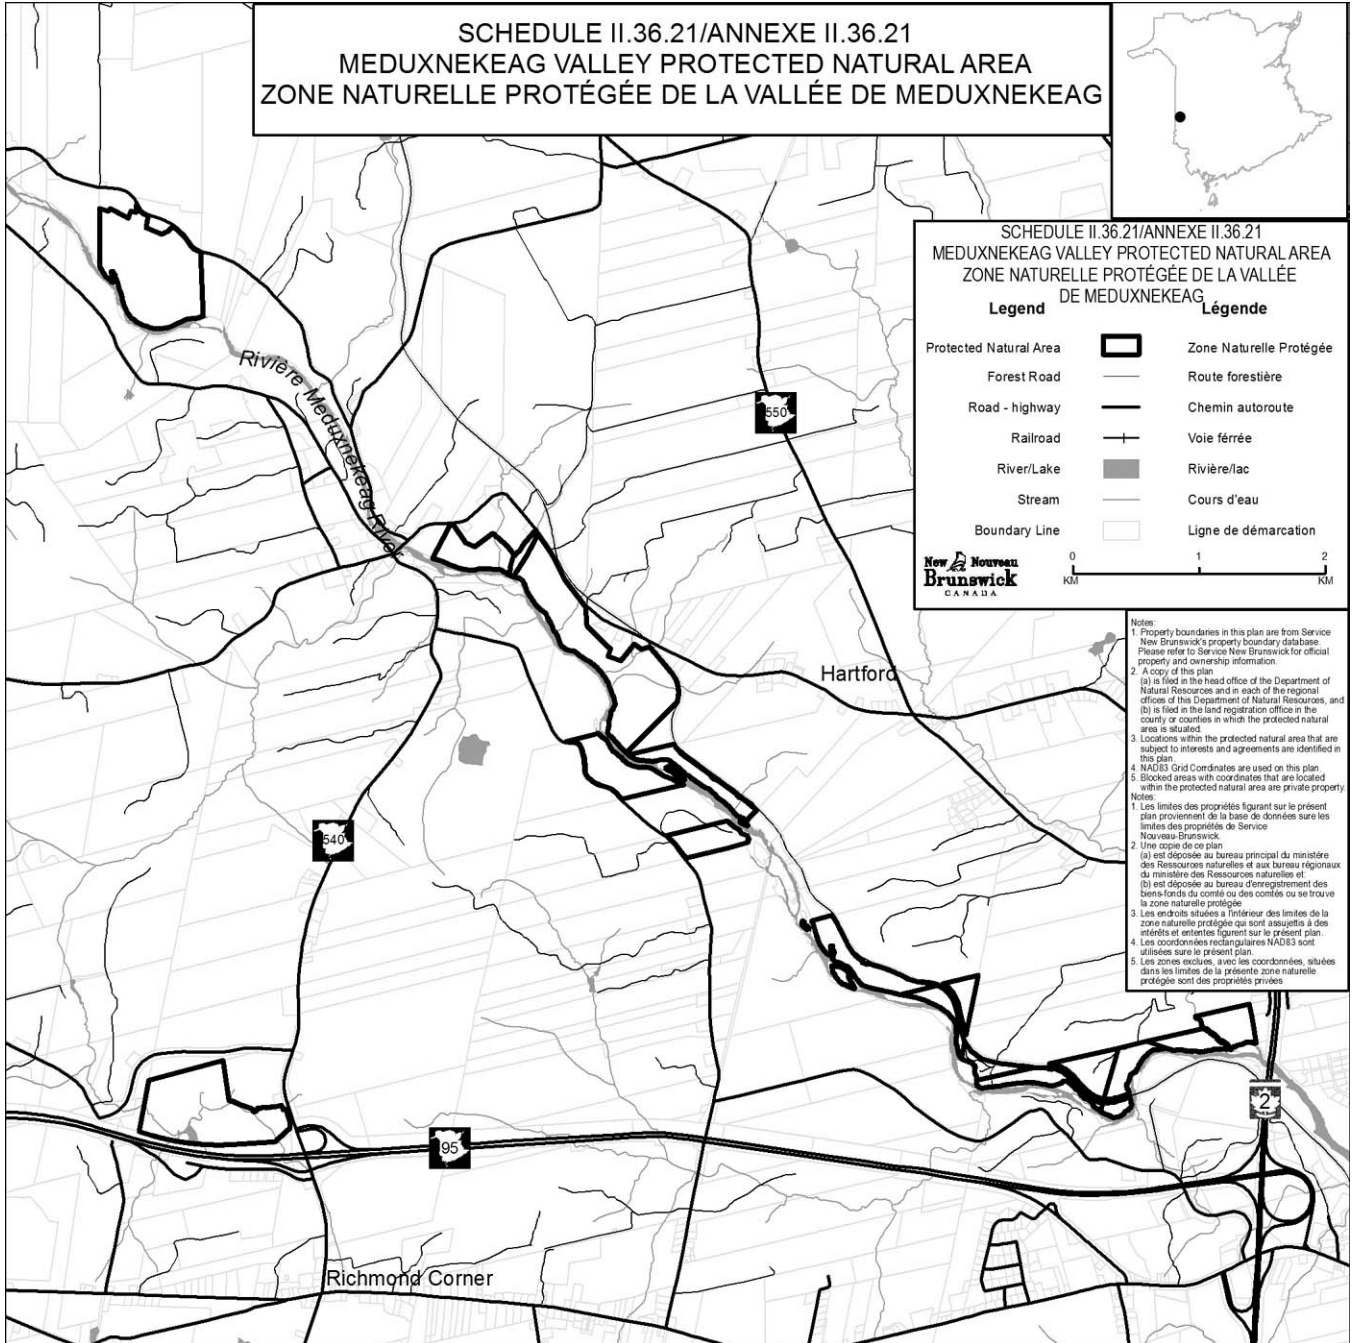 SCHEDULE II.36.21/ANNEXE II.36.21
MEDUXNEKEAG VALLEY PROTECTED NATURAL AREA
ZONE NATURELLE PROTÉGÉE DE LA VALLÉE DE MEDUXNEKEAG
SCHEDULE II.36.21/ANNEXE II.36.21
MEDUXNEKEAG VALLEY PROTECTED NATURAL AREA
ZONE NATURELLE PROTÉGÉE DE LA VALLÉE
DE MEDUXNEKEAG
Legend Légende
Protected Natural Area Zone Naturelle Protégée
Forest Road Route forestière
Road - highway Chemin autoroute
Railroad Voie férrée
River/Lake Rivière/lac
Stream Cours d'eau
Boundary Line Ligne de démarcation
New Nouveau
Brunswick
CANADA
0 1 2
KM KM
Notes:
1. Property boundaries in this plan are from Service
New Brunswick's property boundary database.
Please refer to Service New Brunswick for official
property and ownership information.
2. A copy of this plan
(a) is filed in the head office of the Department of
Natural Resources and in each of the regional
offices of this Department of Natural Resources, and
(b) is filed in the land registration offfice in the
county or counties in which the protected natural
area is situated.
3. Locations within the protected natural area that are
subject to interests and agreements are identified in
this plan.
4. NAD83 Grid Corrdinates are used on this plan.
5. Blocked areas with coordinates that are located
within the protected natural area are private property.
Notes:
1. Les limites des propriétés figurant sur le présent
plan proviennent de la base de données sure les
limites des propriétés de Service
Nouveau-Brunswick.
2. Une copie de ce plan
(a) est déposée au bureau principal du ministère
des Ressources naturelles et aux bureau régionaux
du ministère des Ressources naturelles et:
(b) est déposée au bureau d'enregistrement des
biens-fonds du comté ou des comtés ou se trouve
la zone naturelle protégée
3. Les endroits situées a l'intérieur des limites de la
zone naturelle protégée qui sont assujettis à des
intérêts et ententes figurent sur le présent plan.
4. Les coordonnées rectangulaires NAD83 sont
utilisées sure le présent plan.
5. Les zones exclues, avec les coordonnées, situées
dans les limites de la présente zone naturelle
protégée sont des propriétés privées
Rivière Meduxnekeag River
550
Hartford
540
2
95
Richmond Corner